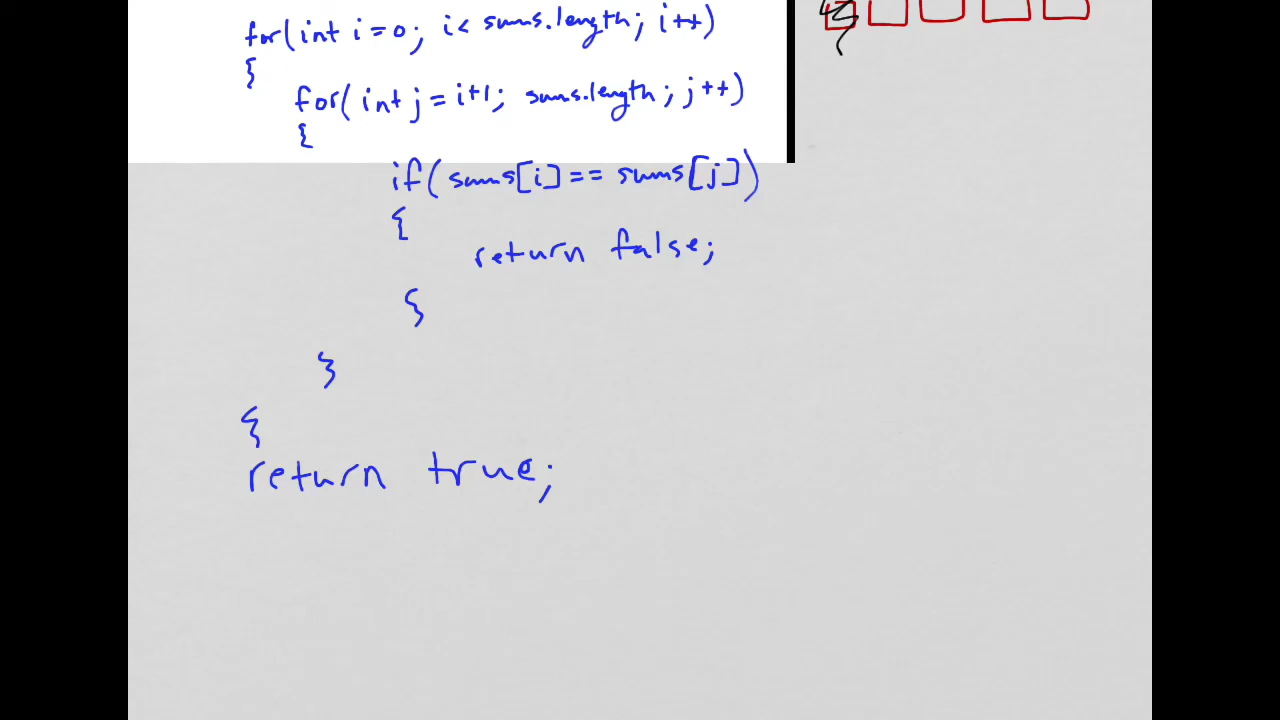 for(int i=0; i< sums.length; i++)
{
for( int j = i+1; sums.length; j++)
{
if( sums[i] == sums[j])
{
return false;
}
}
{
return true;